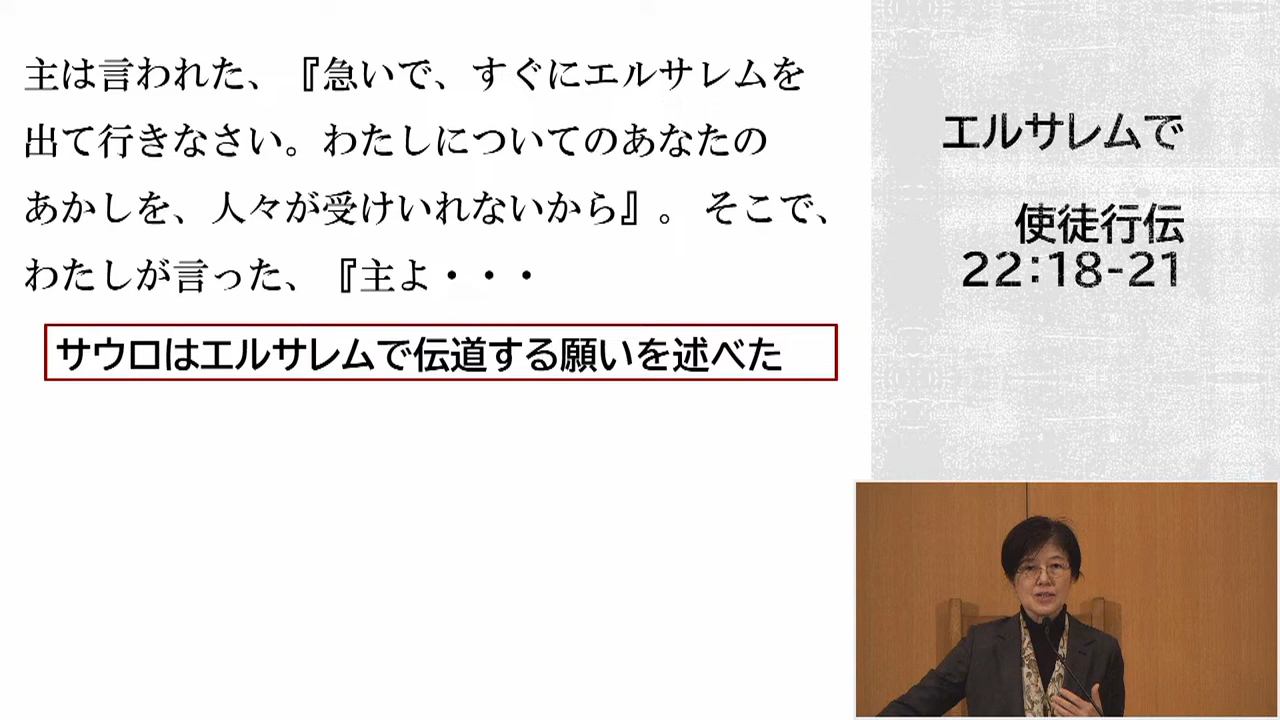 主は言われた、『急いで、すぐにエルサレムを
出て行きなさい。わたしについてのあなたの
あかしを、人々が受けいれないから』。 そこで、
わたしが言った、『主よ・・・
サウロはエルサレムで伝道する願いを述べた
エルサレムで
使徒行伝
22:18-21